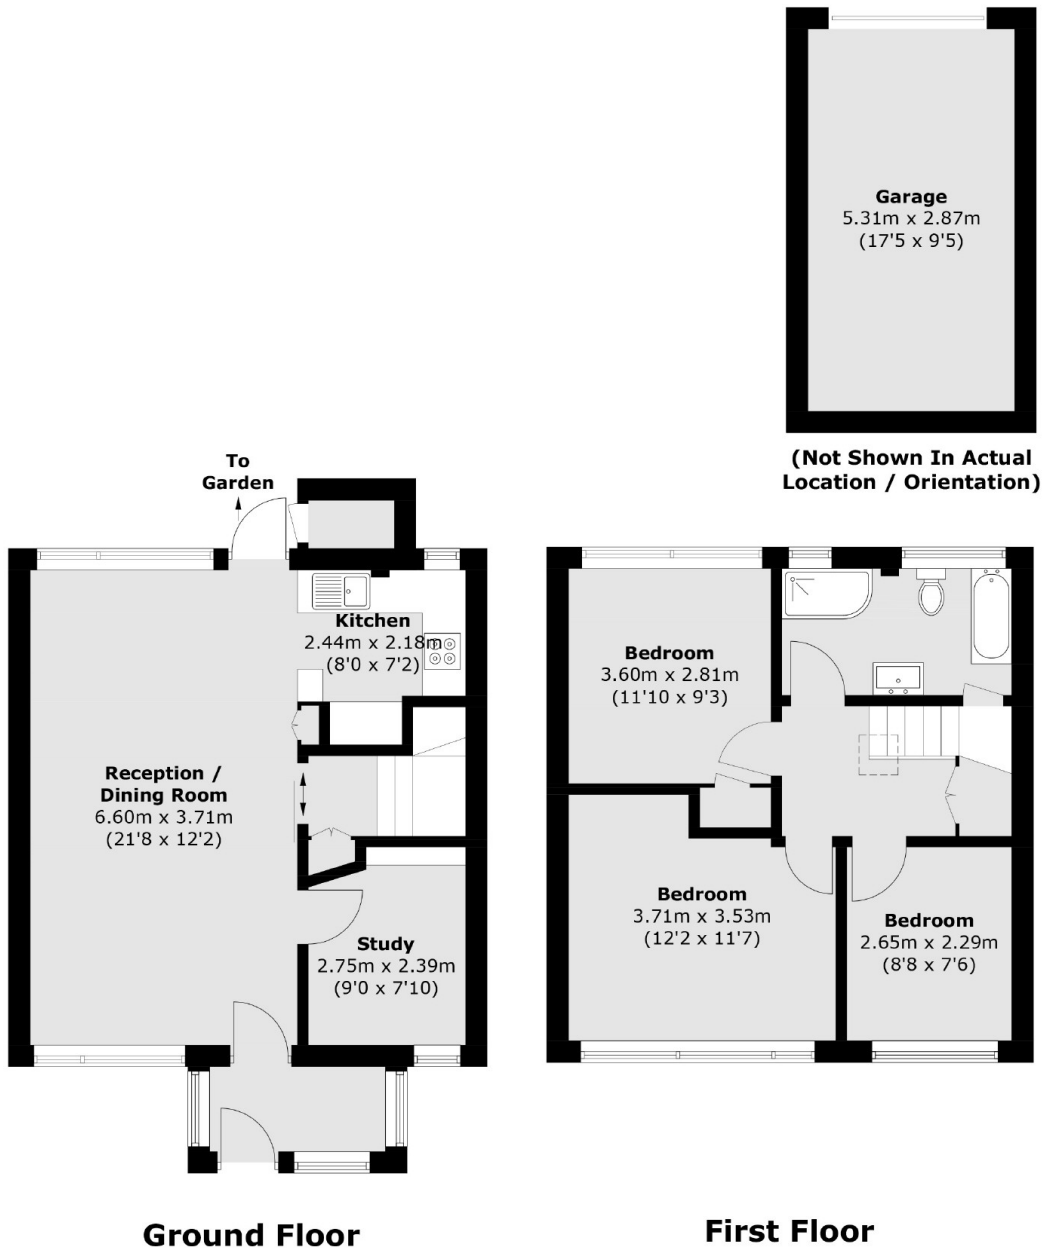 Garage
5.31m x 2.87m
(17'5 x 9'5)
(Not Shown In Actual
Location / Orientation)
To
Garden
Kitchen
2.44m x 2.18m
(8'0 x 7'2)
Reception /
Dining Room
6.60m x 3.71m
(21'8 x 12'2)
Study
2.75m x 2.39m
(9'0 x 7'10)
Ground Floor
Bedroom
3.60m x 2.81m
(11'10 x 9'3)
Bedroom
3.71m x 3.53m
(12'2 x 11'7)
Bedroom
2.65m x 2.29m
(8'8 x 7'6)
First Floor